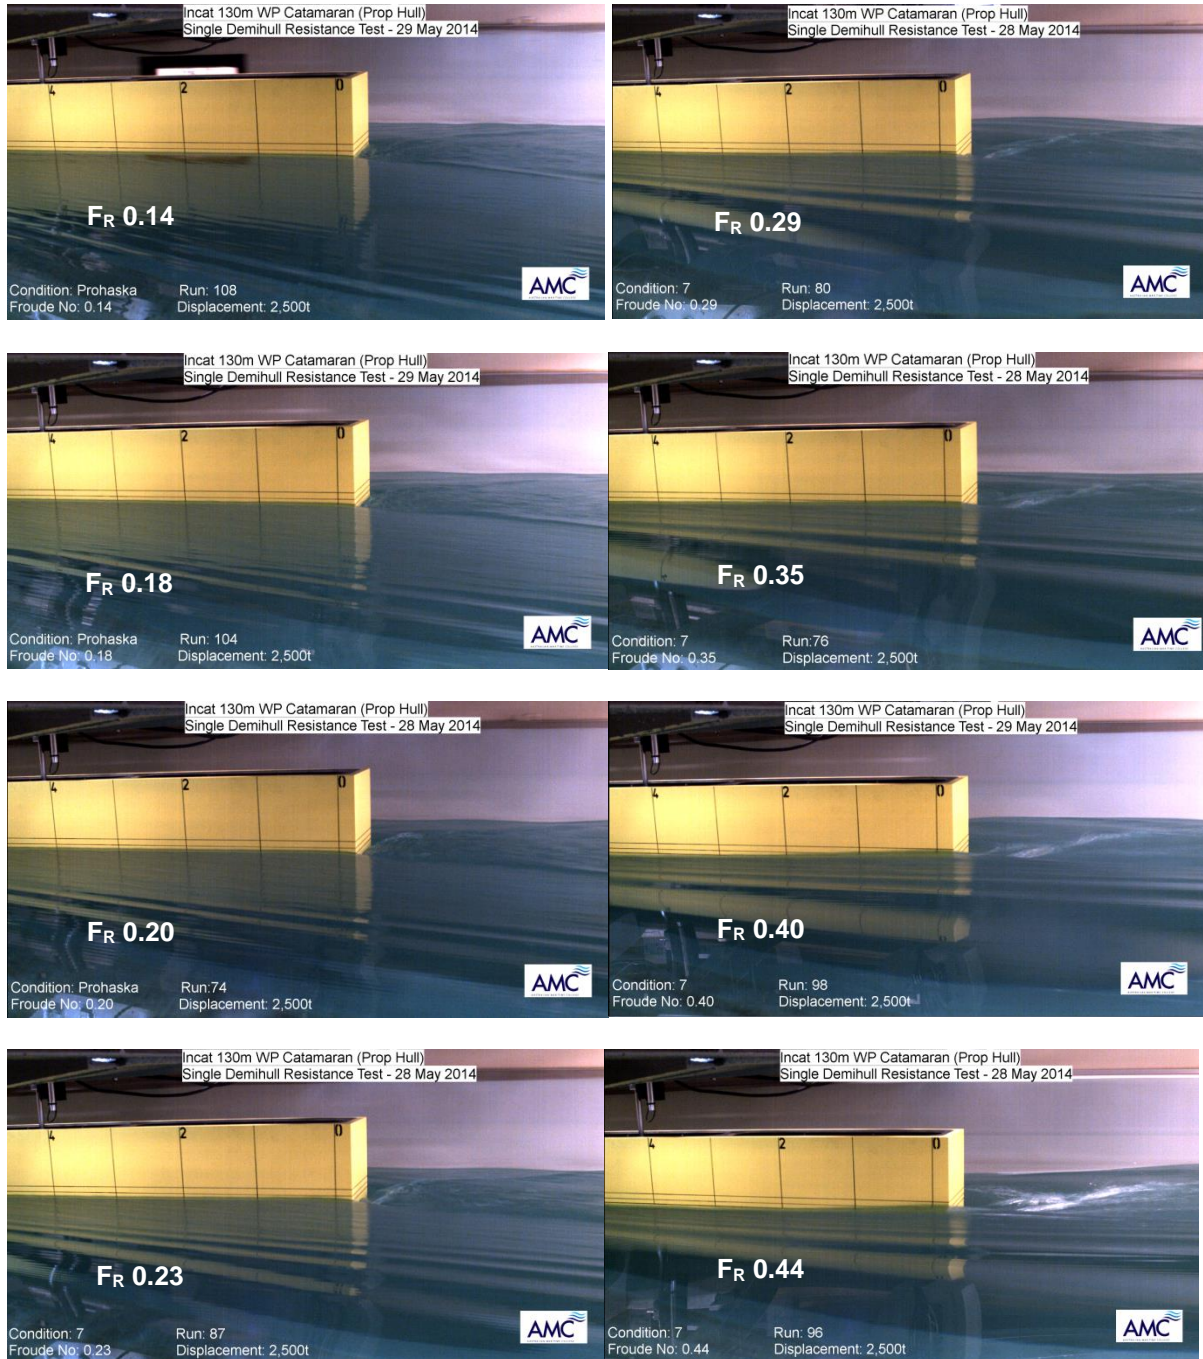 Incat 130m WP Catamaran (Prop Hull)
Single Demihull Resistance Test - 29 May 2014
4 2 0
FR 0.14
Condition: Prohaska Run: 108
Froude No: 0.14 Displacement: 2,500t
AMC
Incat 130m WP Catamaran (Prop Hull)
Single Demihull Resistance Test - 28 May 2014
4 2 0
FR 0.29
Condition: 7 Run: 80
Froude No: 0.29 Displacement: 2,500t
AMC
Incat 130m WP Catamaran (Prop Hull)
Single Demihull Resistance Test - 29 May 2014
4 2 0
FR 0.18
Condition: Prohaska Run: 104
Froude No: 0.18 Displacement: 2,500t
AMC
Incat 130m WP Catamaran (Prop Hull)
Single Demihull Resistance Test - 28 May 2014
4 2 0
FR 0.35
Condition: 7 Run:76
Froude No: 0.35 Displacement: 2,500t
AMC
Incat 130m WP Catamaran (Prop Hull)
Single Demihull Resistance Test - 28 May 2014
4 2 0
FR 0.20
Condition: Prohaska Run:74
Froude No: 0.20 Displacement: 2,500t
AMC
Incat 130m WP Catamaran (Prop Hull)
Single Demihull Resistance Test - 29 May 2014
4 2 0
FR 0.40
Condition: 7 Run: 98
Froude No: 0.40 Displacement: 2,500t
AMC
Incat 130m WP Catamaran (Prop Hull)
Single Demihull Resistance Test - 28 May 2014
4 2 0
FR 0.23
Condition: 7 Run: 87
Froude No: 0.23 Displacement: 2,500t
AMC
Incat 130m WP Catamaran (Prop Hull)
Single Demihull Resistance Test - 28 May 2014
4 2 0
FR 0.44
Condition: 7 Run: 96
Froude No: 0.44 Displacement: 2,500t
AMC